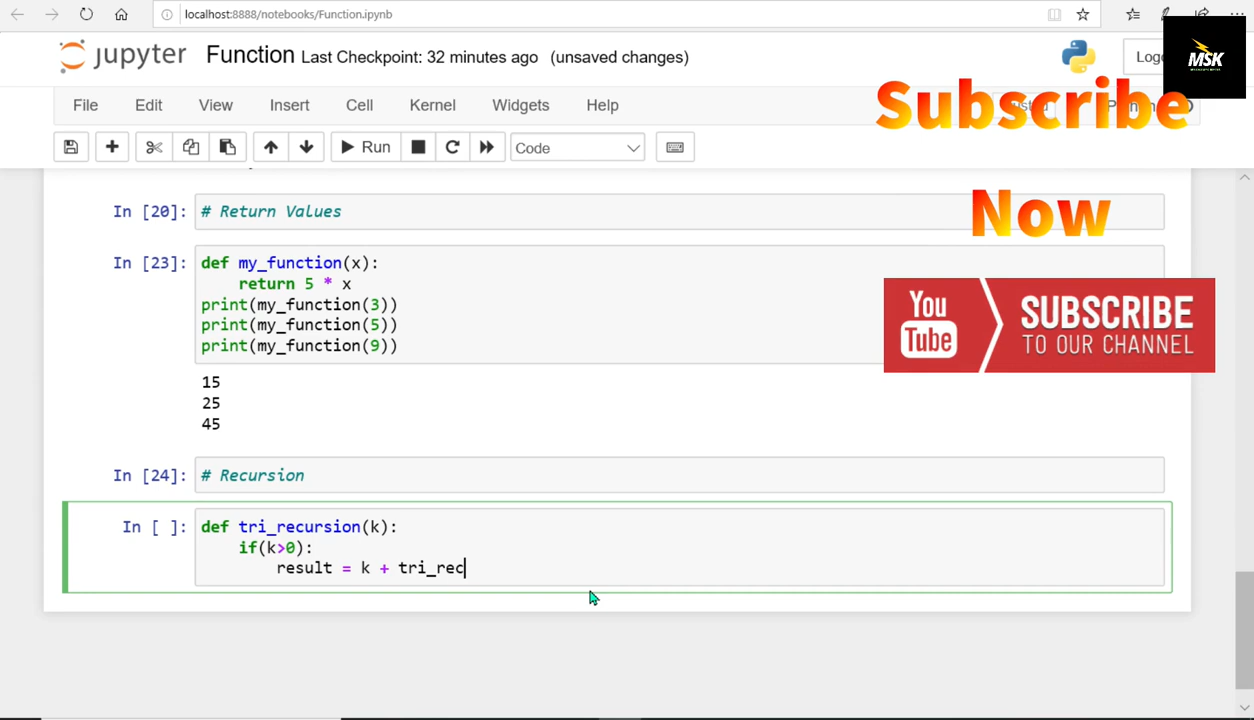 localhost:8888/notebooks/Function.ipynb
jupyter Function Last Checkpoint: 32 minutes ago (unsaved changes)
MSK
File Edit View Insert Cell Kernel Widgets Help
Subscribe
Run Code
In [20]: # Return Values
Now
In [23]: def my_function(x):
return 5 * x
print(my_function(3))
print(my_function(5))
print(my_function(9))
You Tube SUBSCRIBE
TO OUR CHANNEL
15
25
45
In [24]: # Recursion
In [ ]: def tri_recursion(k):
if(k>0):
result = k + tri_rec